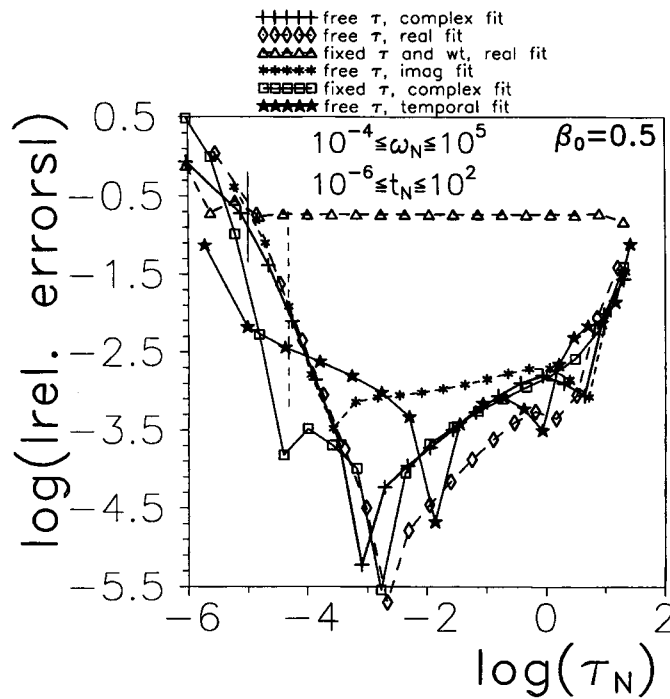 free τ, complex fit
free τ, real fit
fixed τ and wt, real fit
free τ, imag fit
fixed τ, complex fit
free τ, temporal fit
10⁻⁴≤ω_N≤10⁵
β₀=0.5
10⁻⁶≤t_N≤10²
log(|rel. errors|)
0.5
−0.5
−1.5
−2.5
−3.5
−4.5
−5.5
−6
−4
−2
0
2
log(τ_N)